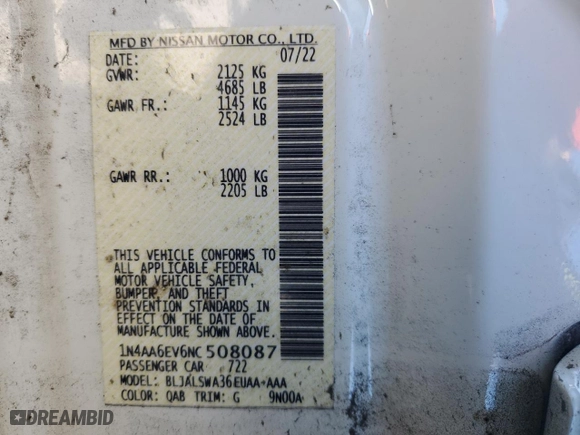 MFD BY NISSAN MOTOR CO., LTD.
DATE: 07/22
GVWR: 2125 KG
4685 LB
GAWR FR.: 1145 KG
2524 LB
GAWR RR.: 1000 KG
2205 LB
THIS VEHICLE CONFORMS TO
ALL APPLICABLE FEDERAL
MOTOR VEHICLE SAFETY,
BUMPER, AND THEFT
PREVENTION STANDARDS IN
EFFECT ON THE DATE OF
MANUFACTURE SHOWN ABOVE.
1N4AA6EV6NC508087
PASSENGER CAR 722
MODEL: BLJALSWA36EUAA-AAA
COLOR: QAB TRIM: G 9N00A
DREAMBID